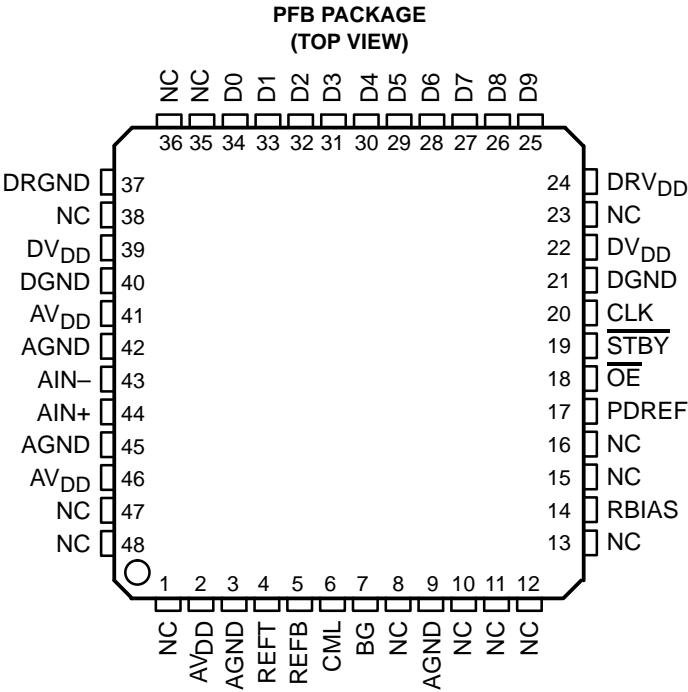 PFB PACKAGE
(TOP VIEW)
NC NC D0 D1 D2 D3 D4 D5 D6 D7 D8 D9
36 35 34 33 32 31 30 29 28 27 26 25
DRGND 37 24 DRVDD
NC 38 23 NC
DVDD 39 22 DVDD
DGND 40 21 DGND
AVDD 41 20 CLK
AGND 42 19 STBY
AIN– 43 18 OE
AIN+ 44 17 PDREF
AGND 45 16 NC
AVDD 46 15 NC
NC 47 14 RBIAS
NC 48 13 NC
1 2 3 4 5 6 7 8 9 10 11 12
NC AVDD AGND REFT REFB CML BG NC AGND NC NC NC